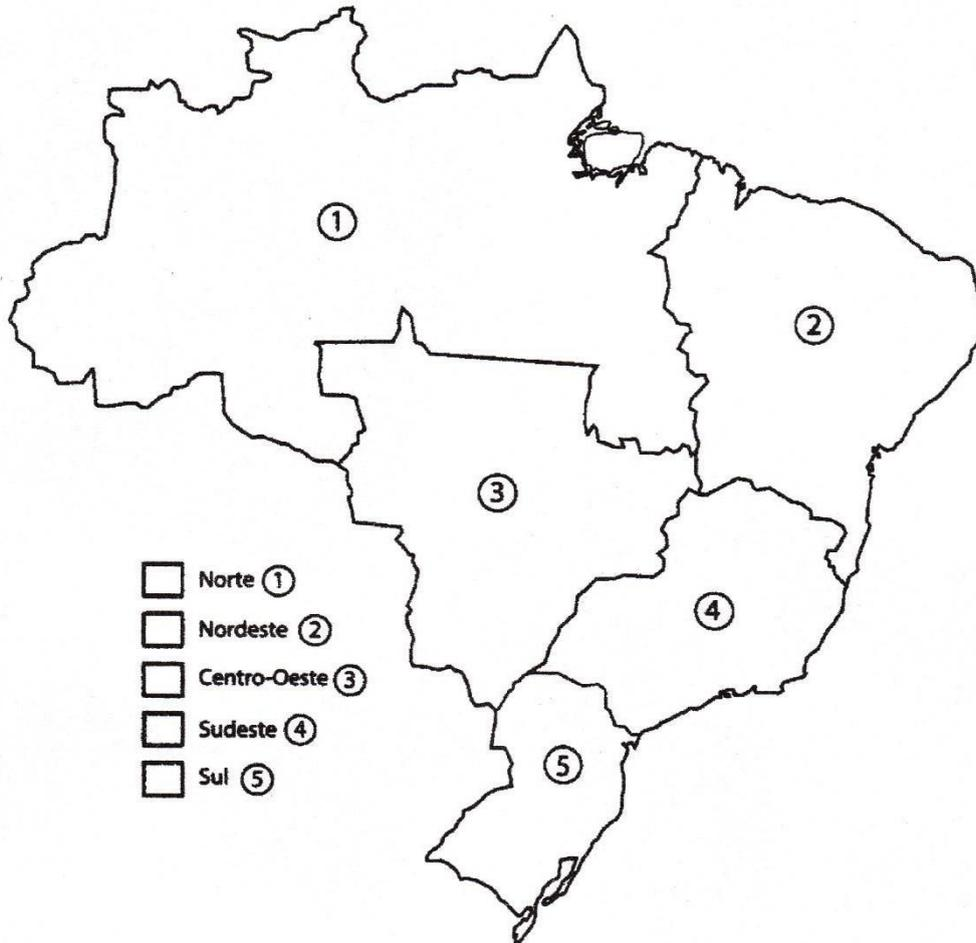 ①
②
③
④
⑤
Norte ①
Nordeste ②
Centro-Oeste ③
Sudeste ④
Sul ⑤